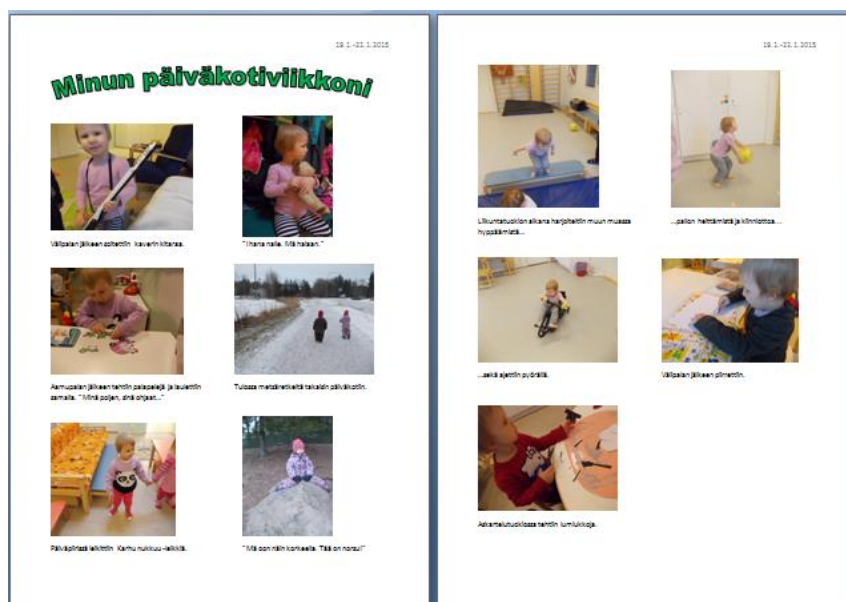 19.1.-23.1.2015
Minun päiväkotiviikkoni
Välipalan jälkeen soitettiin kaverin kitaraa.
"Ihana nalle. Mä halaan."
Aamupalan jälkeen tehtiin palapelejä ja laulettiin
samalla. "Minä poljen, sinä ohjaat..."
Tulossa metsäretkeltä takaisin päiväkotiin.
Päiväpiirissä leikittiin Karhu nukkuu -leikkiä.
"Mä oon näin korkeella. Tää on norsu!"
19.1.-23.1.2015
Liikuntatuokion aikana harjoiteltiin muun muassa
hyppäämistä...
...pallon heittämistä ja kiinniottoa...
...sekä ajettiin pyörällä.
Välipalan jälkeen piirrettiin.
Askartelutuokiossa tehtiin lumiukkoja.